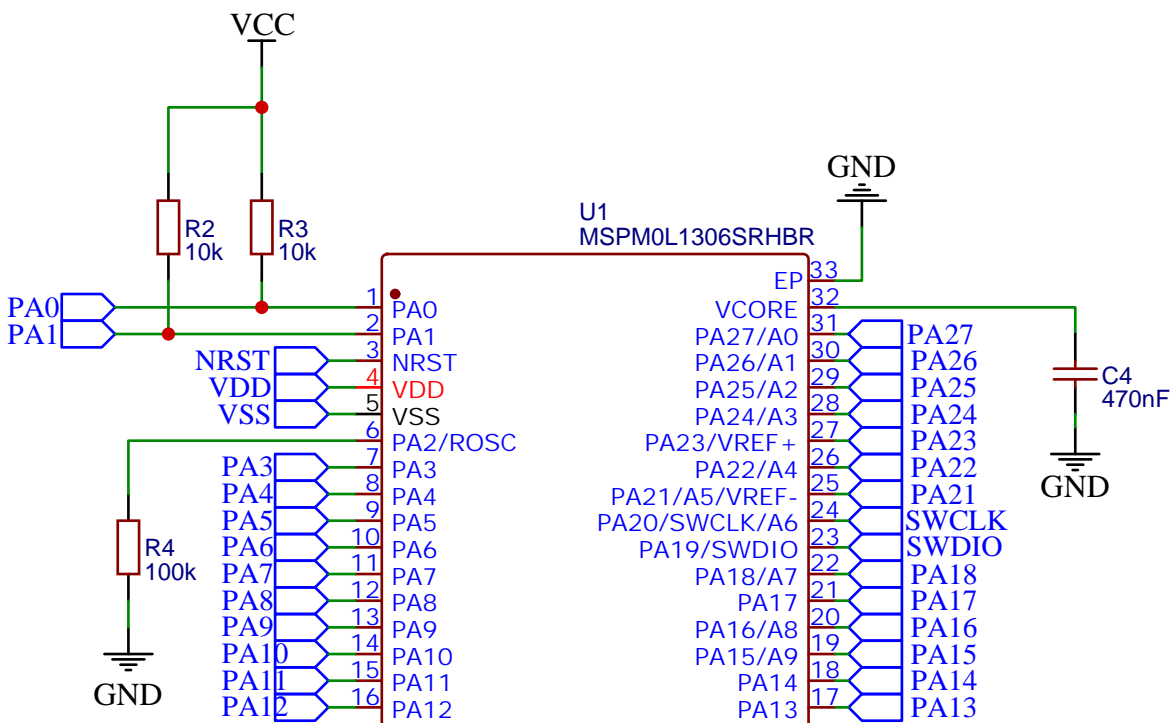 VCC
R2
10k
R3
10k
GND
U1
MSPM0L1306SRHBR
EP 33
PA0 1 PA0
VCORE 32
PA1 2 PA1
PA27/A0 31 PA27
NRST 3 NRST
PA26/A1 30 PA26
VDD 4 VDD
PA25/A2 29 PA25
VSS 5 VSS
PA24/A3 28 PA24
6 PA2/ROSC
PA23/VREF+ 27 PA23
PA3 7 PA3
PA22/A4 26 PA22
PA4 8 PA4
PA21/A5/VREF- 25 PA21
PA5 9 PA5
PA20/SWCLK/A6 24 SWCLK
PA6 10 PA6
PA19/SWDIO 23 SWDIO
PA7 11 PA7
PA18/A7 22 PA18
PA8 12 PA8
PA17 21 PA17
PA9 13 PA9
PA16/A8 20 PA16
PA10 14 PA10
PA15/A9 19 PA15
PA11 15 PA11
PA14 18 PA14
PA12 16 PA12
PA13 17 PA13
C4
470nF
GND
R4
100k
GND